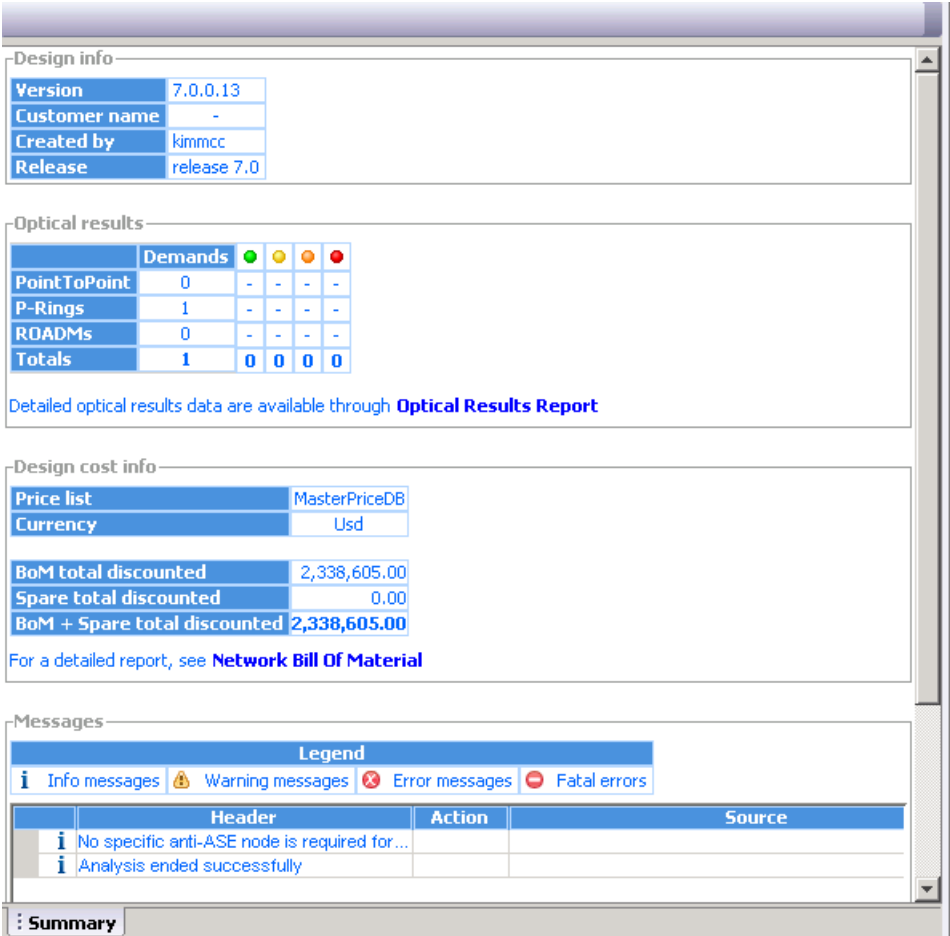 Design info
Version 7.0.0.13
Customer name -
Created by kimmcc
Release release 7.0
Optical results
Demands
PointToPoint 0 - - - -
P-Rings 1 - - - -
ROADMs 0 - - - -
Totals 1 0 0 0 0
Detailed optical results data are available through Optical Results Report
Design cost info
Price list MasterPriceDB
Currency Usd
BoM total discounted 2,338,605.00
Spare total discounted 0.00
BoM + Spare total discounted 2,338,605.00
For a detailed report, see Network Bill Of Material
Messages
Legend
i Info messages Warning messages Error messages Fatal errors
Header Action Source
i No specific anti-ASE node is required for...
i Analysis ended successfully
Summary